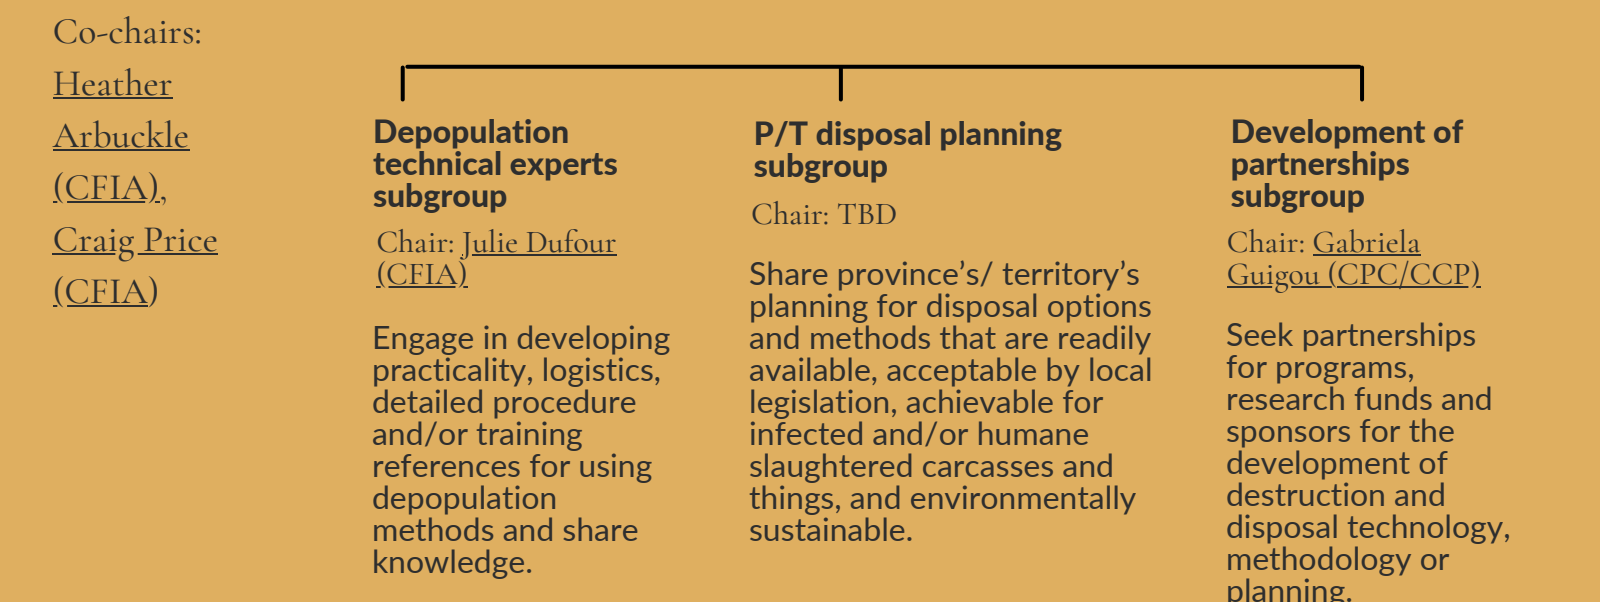 Co-chairs:
Heather
Arbuckle
(CFIA),
Craig Price
(CFIA)
Depopulation
technical experts
subgroup
Chair: Julie Dufour
(CFIA)
Engage in developing
practicality, logistics,
detailed procedure
and/or training
references for using
depopulation
methods and share
knowledge.
P/T disposal planning
subgroup
Chair: TBD
Share province’s/ territory’s
planning for disposal options
and methods that are readily
available, acceptable by local
legislation, achievable for
infected and/or humane
slaughtered carcasses and
things, and environmentally
sustainable.
Development of
partnerships
subgroup
Chair: Gabriela
Guigou (CPC/CCP)
Seek partnerships
for programs,
research funds and
sponsors for the
development of
destruction and
disposal technology,
methodology or
planning.